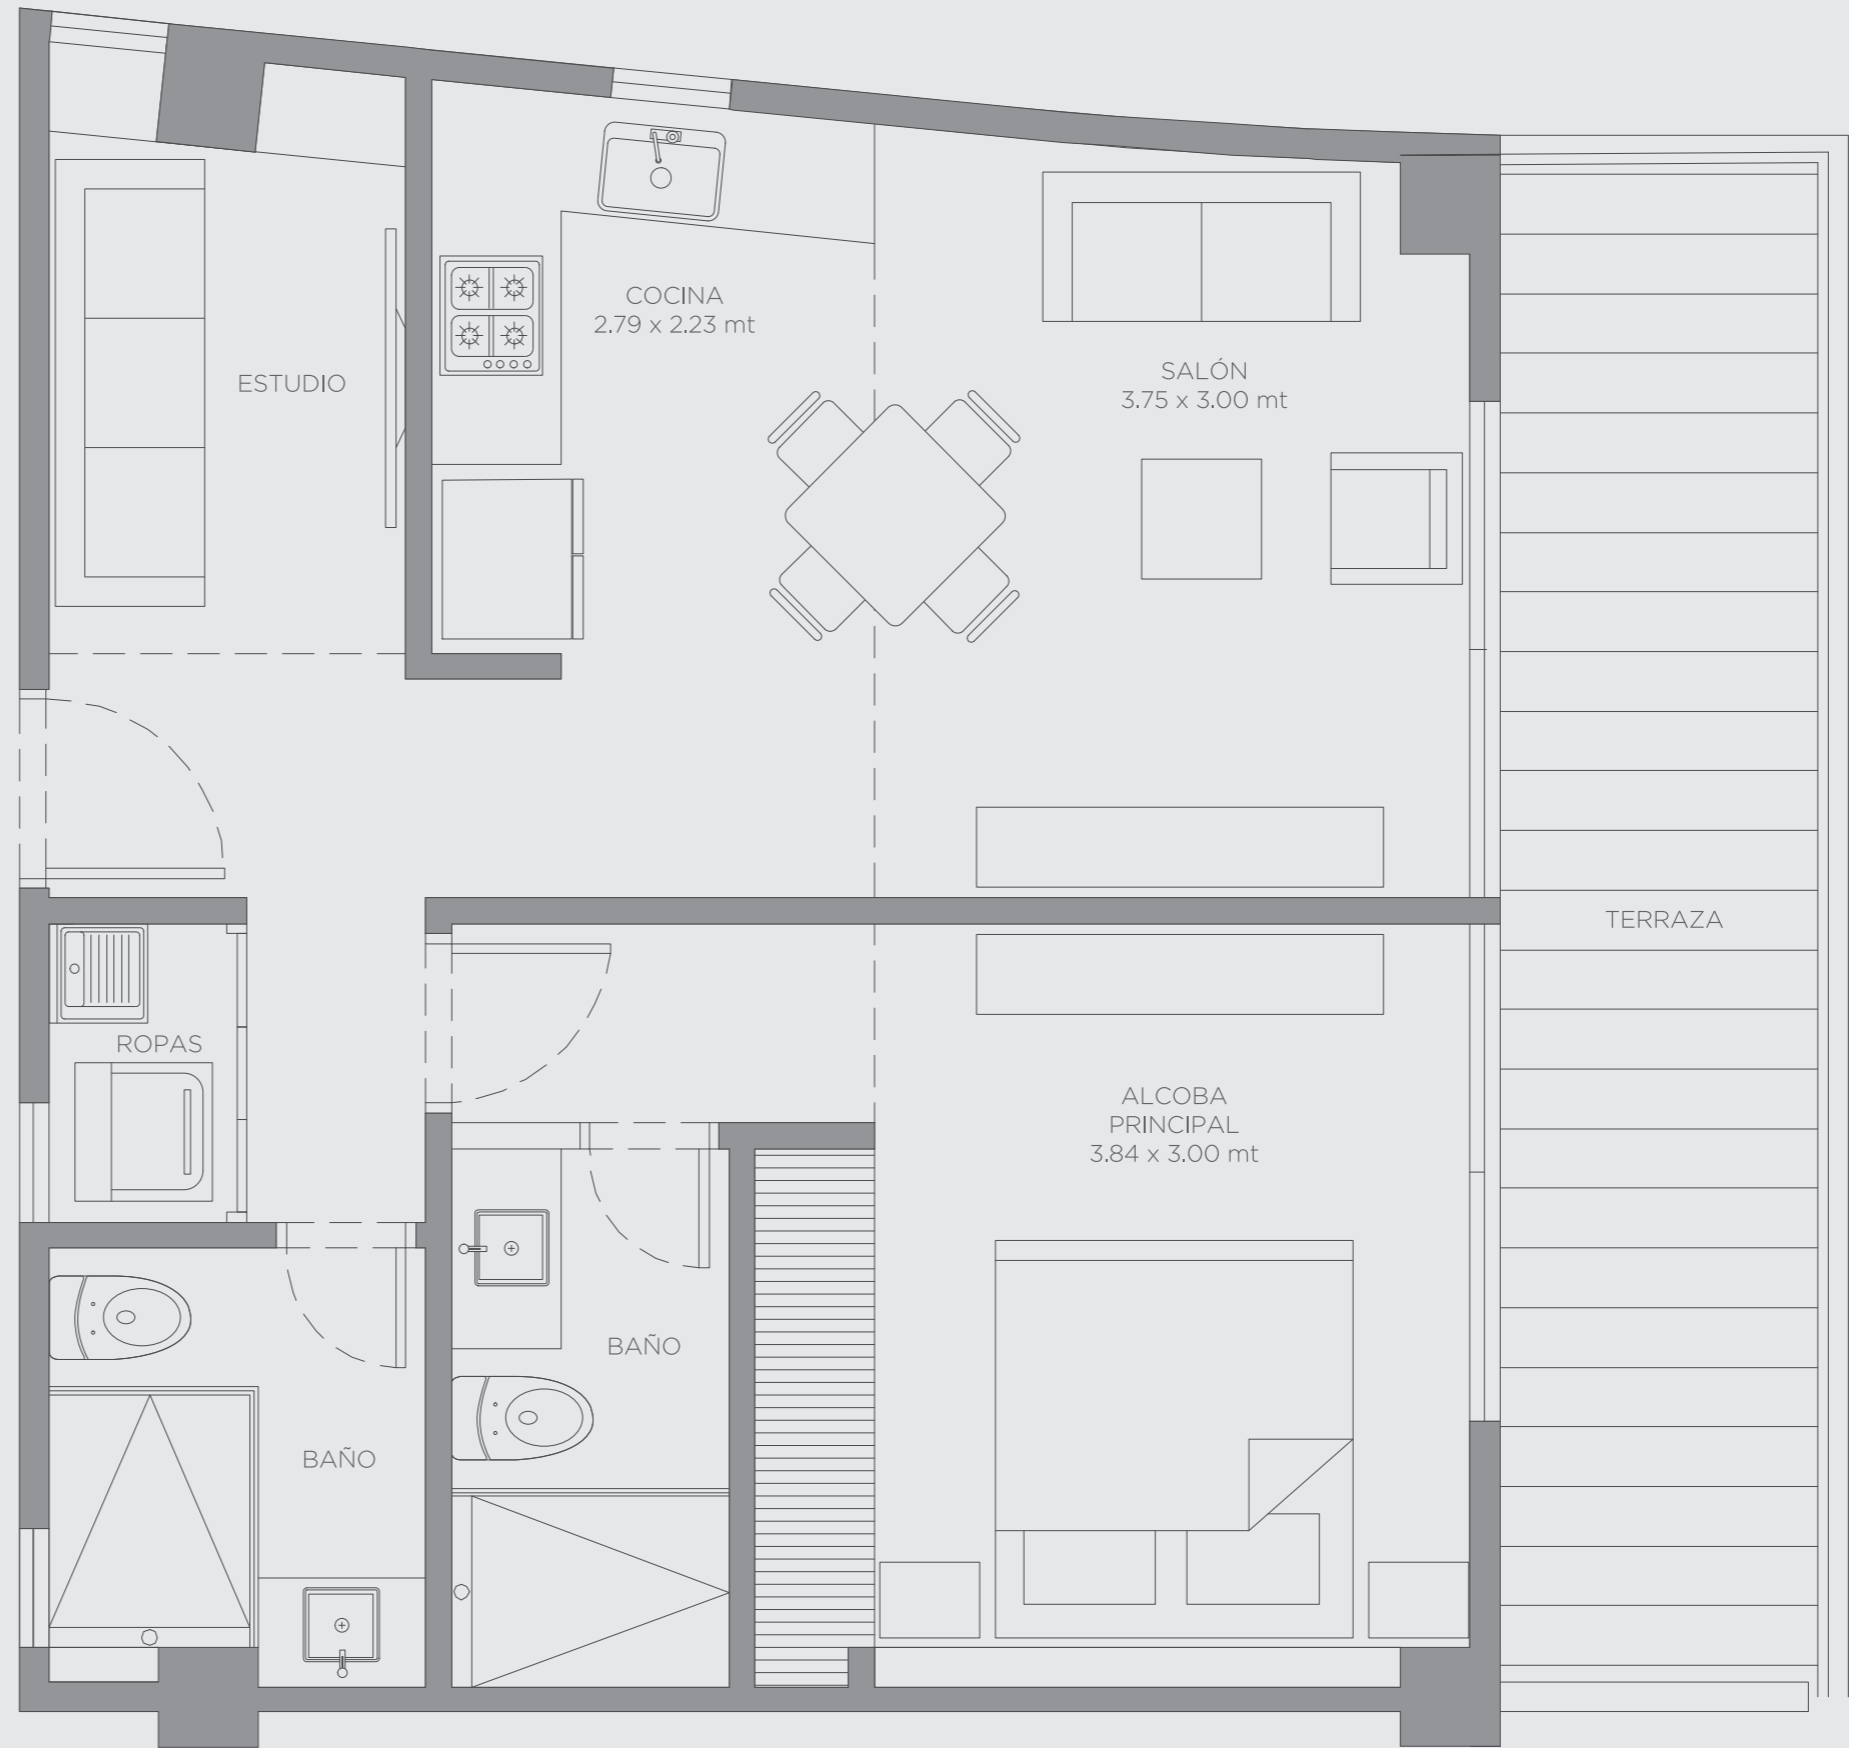 COCINA
2.79 x 2.23 mt
SALÓN
3.75 x 3.00 mt
ESTUDIO
TERRAZA
ROPAS
ALCOBA
PRINCIPAL
3.84 x 3.00 mt
BAÑO
BAÑO